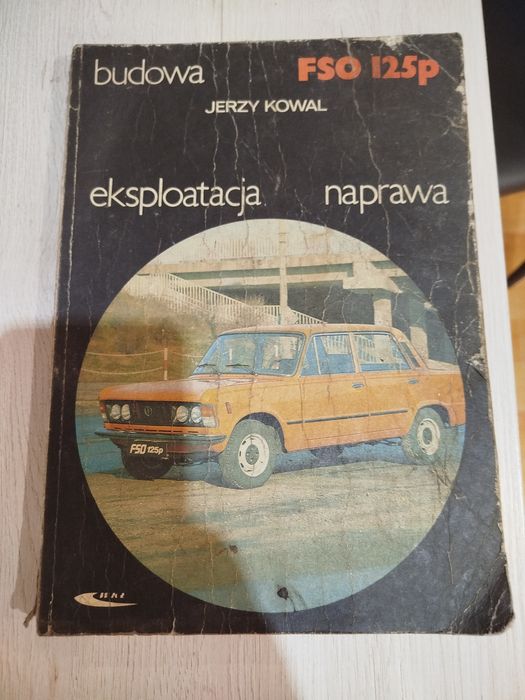 budowa FSO 125p
JERZY KOWAL
eksploatacja naprawa
FSO 125p